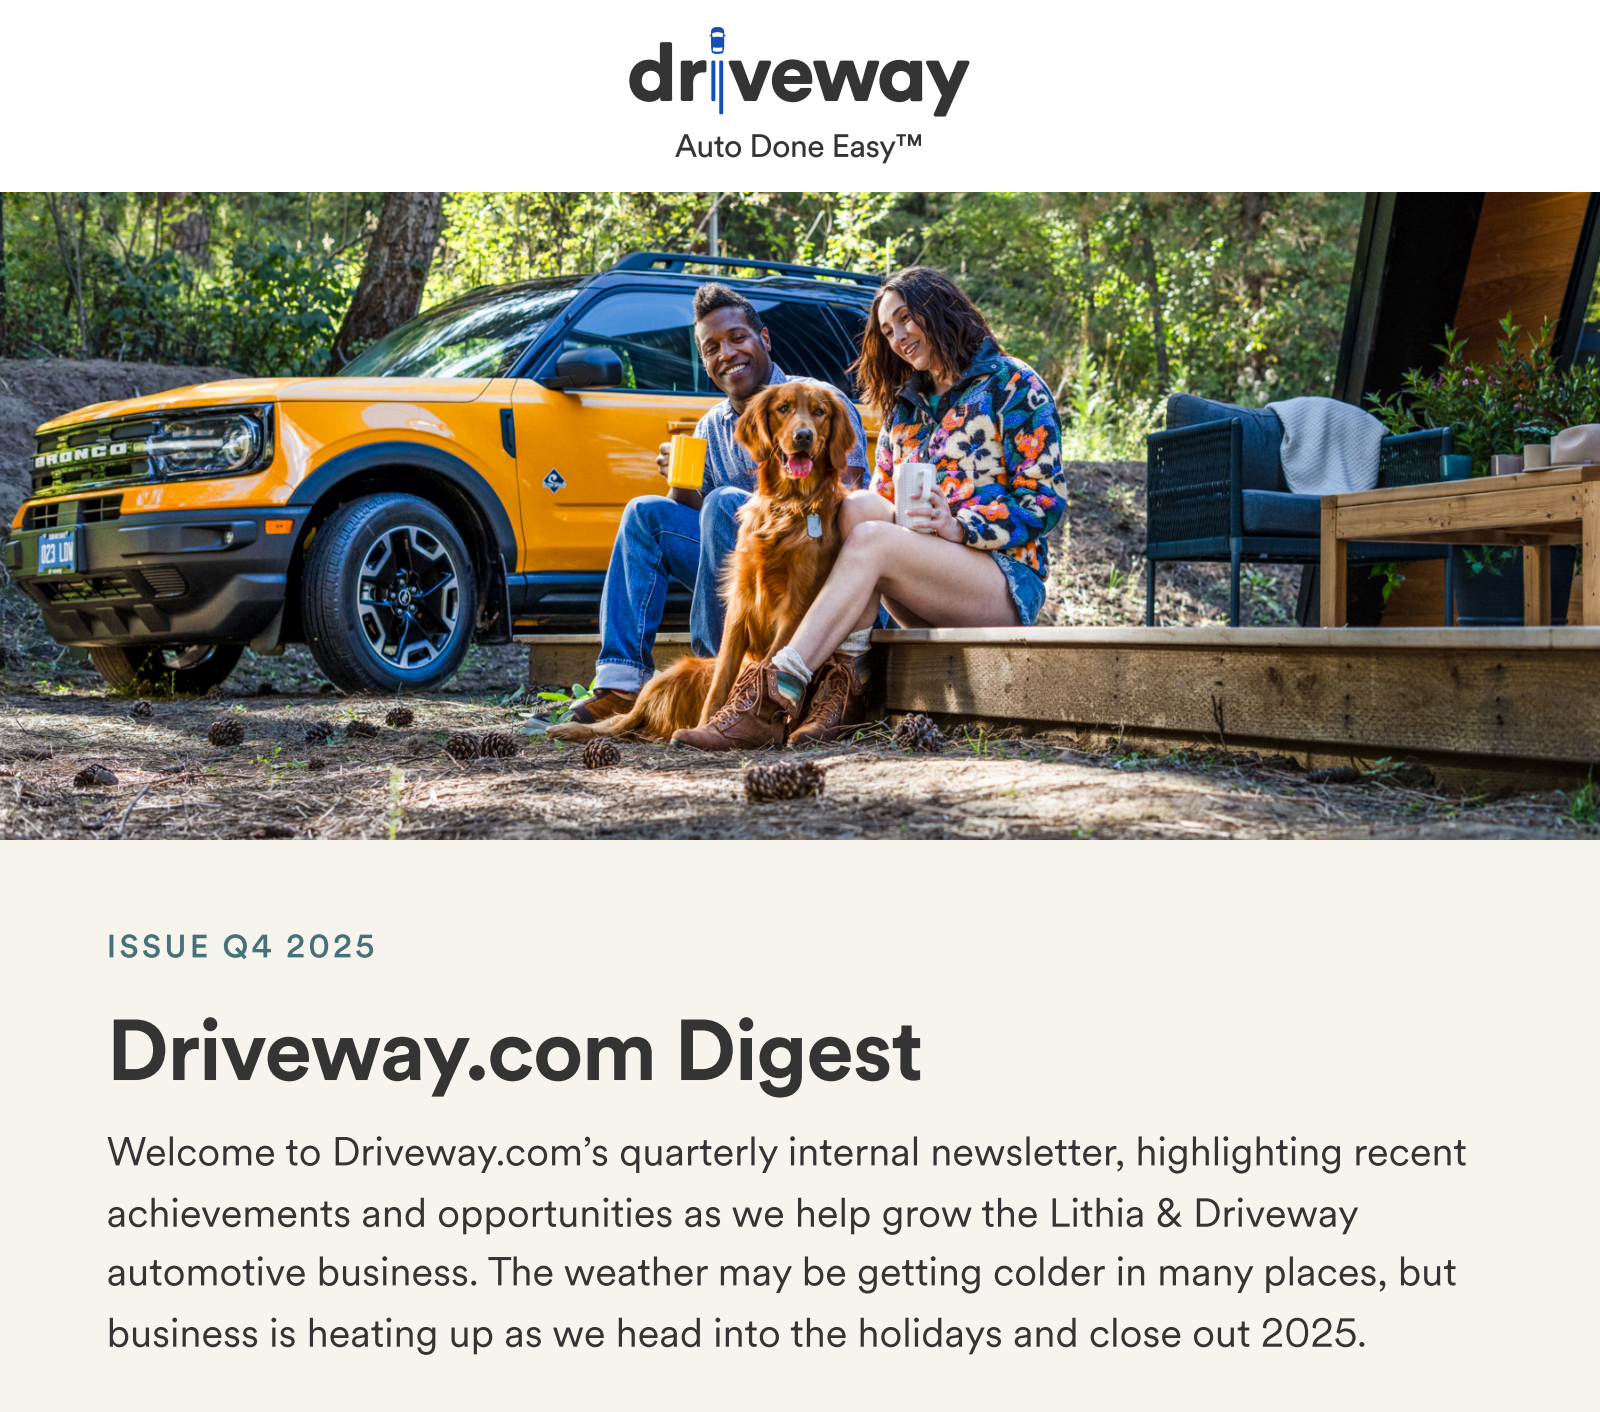 driveway
Auto Done Easy™
BRONCO
023 LDN
ISSUE Q4 2025
Driveway.com Digest
Welcome to Driveway.com’s quarterly internal newsletter, highlighting recent
achievements and opportunities as we help grow the Lithia & Driveway
automotive business. The weather may be getting colder in many places, but
business is heating up as we head into the holidays and close out 2025.